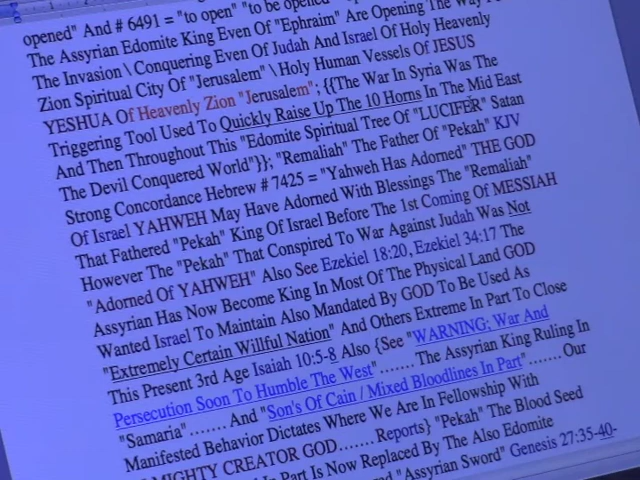 opened" And # 6491 = "to open" "to be opened
The Assyrian Edomite King Even Of "Ephraim" Are Opening The Way
The Invasion \ Conquering Even Of Judah And Israel Of Holy Heavenly
Zion Spiritual City Of "Jerusalem" \ Holy Human Vessels Of JESUS
YESHUA Of Heavenly Zion "Jerusalem"; {{The War In Syria Was The
Triggering Tool Used To Quickly Raise Up The 10 Horns In The Mid East
And Then Throughout This "Edomite Spiritual Tree Of "LUCIFER" Satan
The Devil Conquered World"}}; "Remaliah" The Father Of "Pekah" KJV
Strong Concordance Hebrew # 7425 = "Yahweh Has Adorned" THE GOD
Of Israel YAHWEH May Have Adorned With Blessings The "Remaliah"
That Fathered "Pekah" King Of Israel Before The 1st Coming Of MESSIAH
However The "Pekah" That Conspired To War Against Judah Was Not
"Adorned Of YAHWEH" Also See Ezekiel 18:20, Ezekiel 34:17 The
Assyrian Has Now Become King In Most Of The Physical Land GOD
Wanted Israel To Maintain Also Mandated By GOD To Be Used As
"Extremely Certain Willful Nation" And Others Extreme In Part To Close
This Present 3rd Age Isaiah 10:5-8 Also {See "WARNING: War And
Persecution Soon To Humble The West"....... The Assyrian King Ruling In
"Samaria"....... And "Son's Of Cain / Mixed Bloodlines In Part"....... Our
Manifested Behavior Dictates Where We Are In Fellowship With
MIGHTY CREATOR GOD....... Reports} "Pekah" The Blood Seed
In Part Is Now Replaced By The Also Edomite
"Assyrian Sword" Genesis 27:35-40-